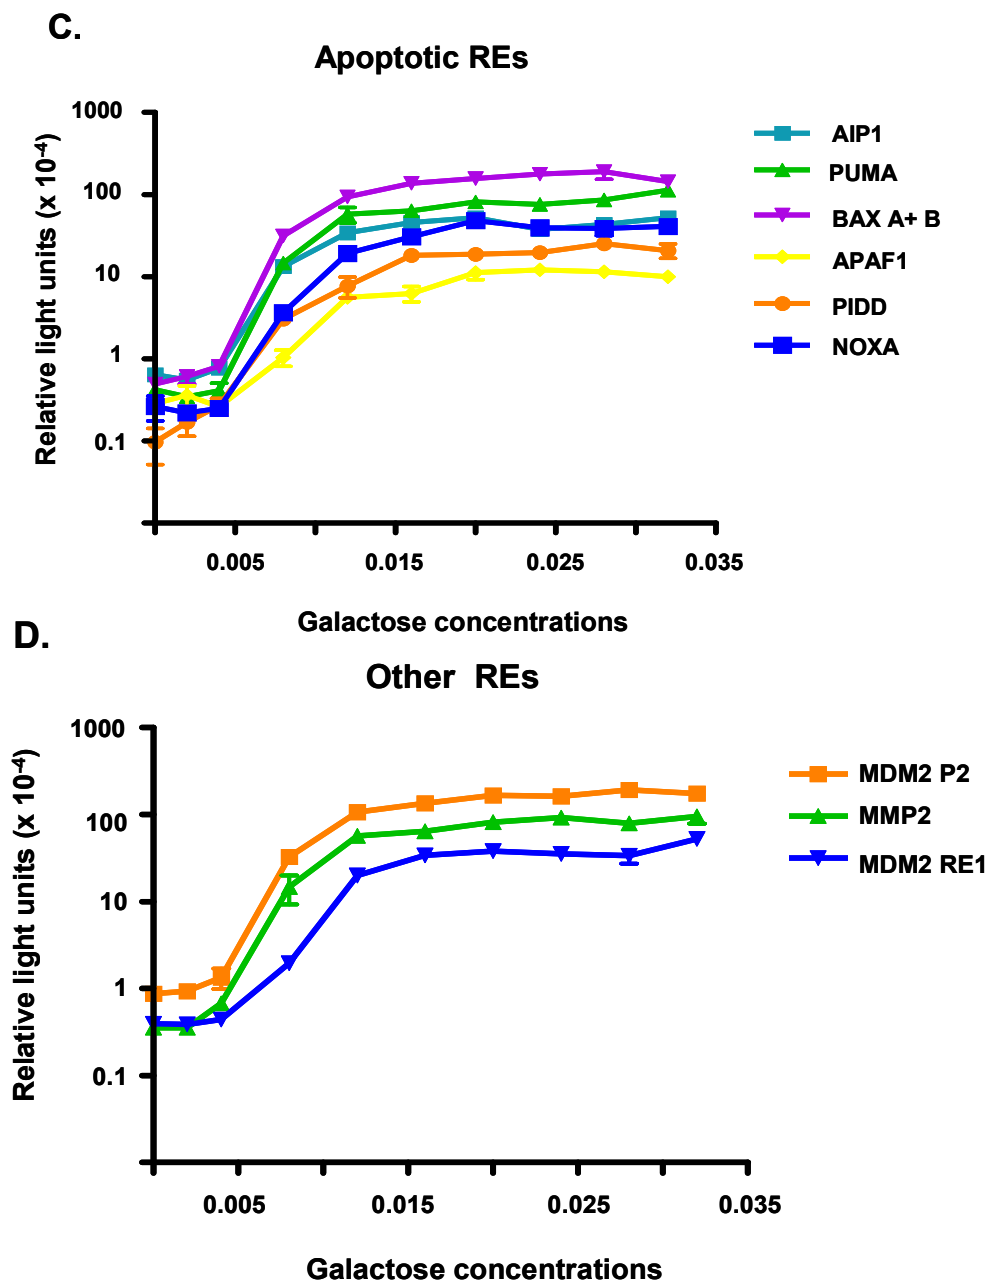 C.
Apoptotic REs
Relative light units (x 10-4)
1000
100
10
1
0.1
0.005
0.015
0.025
0.035
Galactose concentrations
AIP1
PUMA
BAX A+ B
APAF1
PIDD
NOXA
D.
Other REs
Relative light units (x 10-4)
1000
100
10
1
0.1
0.005
0.015
0.025
0.035
Galactose concentrations
MDM2 P2
MMP2
MDM2 RE1